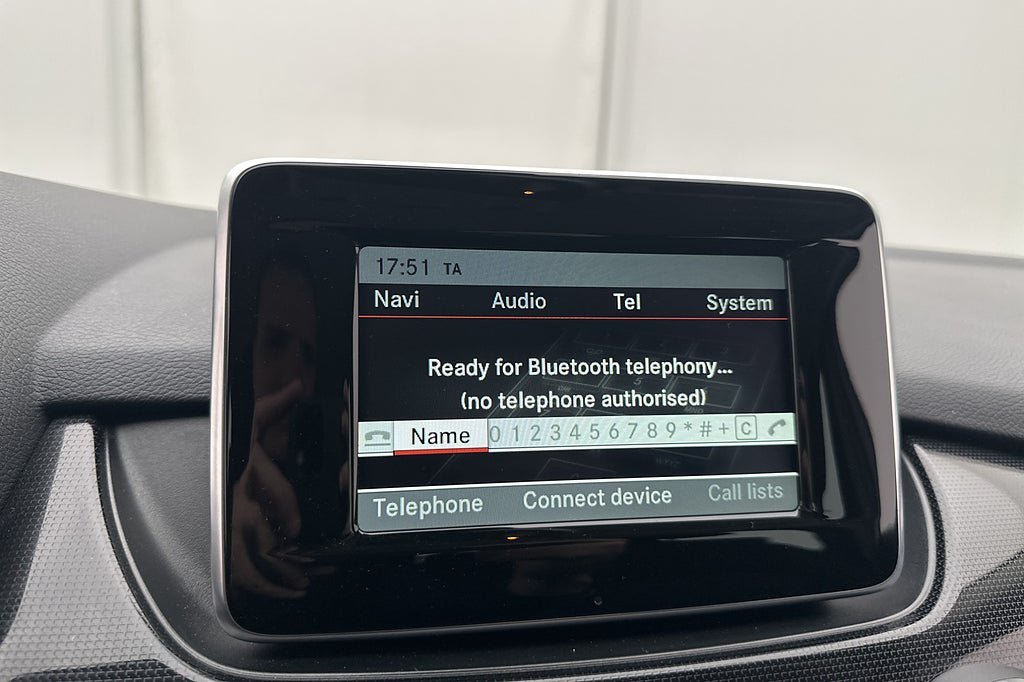 17:51 TA
Navi Audio Tel System
Ready for Bluetooth telephony...
(no telephone authorised)
Name 0 1 2 3 4 5 6 7 8 9 * # + C
Telephone Connect device Call lists